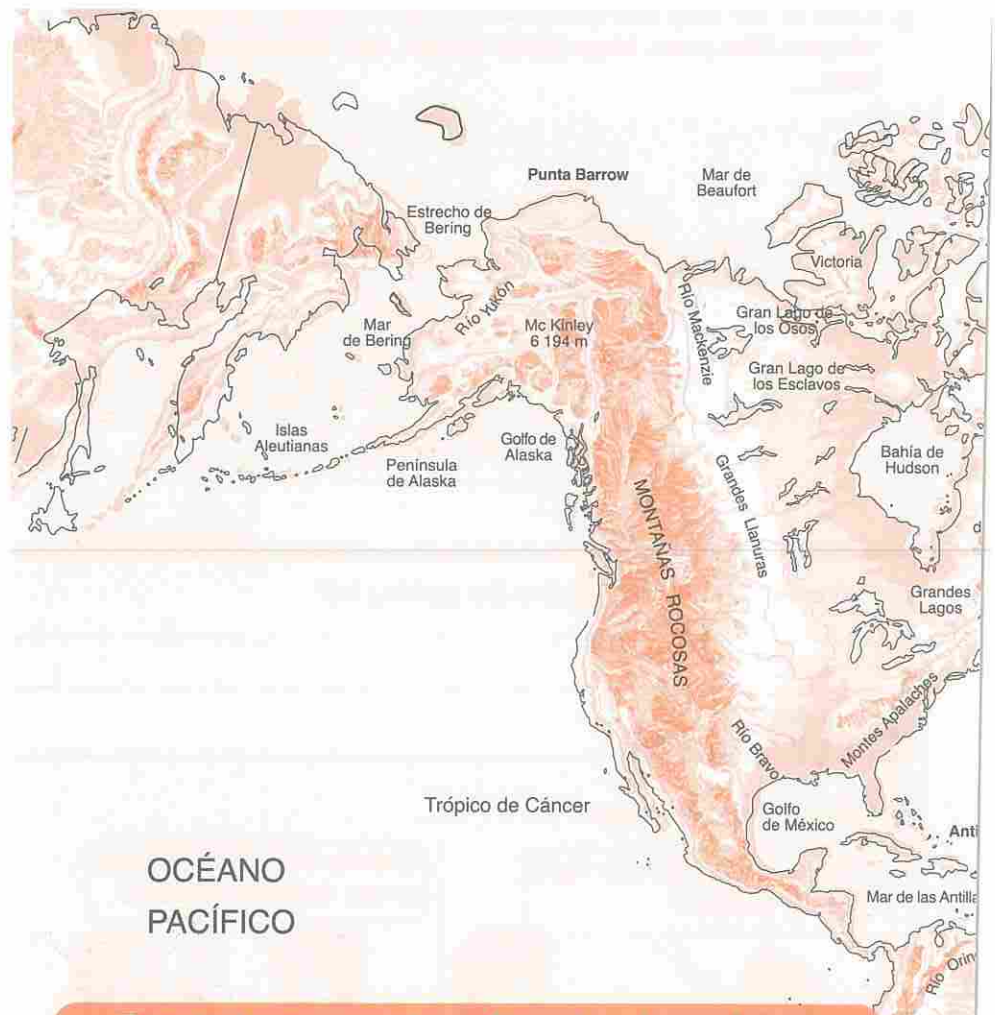 Punta Barrow
Mar de
Beaufort
Estrecho de
Bering
Victoria
Río Yukón
Mar
de Bering
Mc Kinley
6 194 m
Río Mackenzie
Gran Lago de
los Osos
Gran Lago de
los Esclavos
Islas
Aleutianas
Península
de Alaska
Golfo de
Alaska
Bahía de
Hudson
MONTAÑAS ROCOSAS
Grandes Llanuras
Grandes
Lagos
Montes Apalaches
Río Bravo
Trópico de Cáncer
Golfo
de México
Anti
OCÉANO
PACÍFICO
Mar de las Antilla
Río Orin